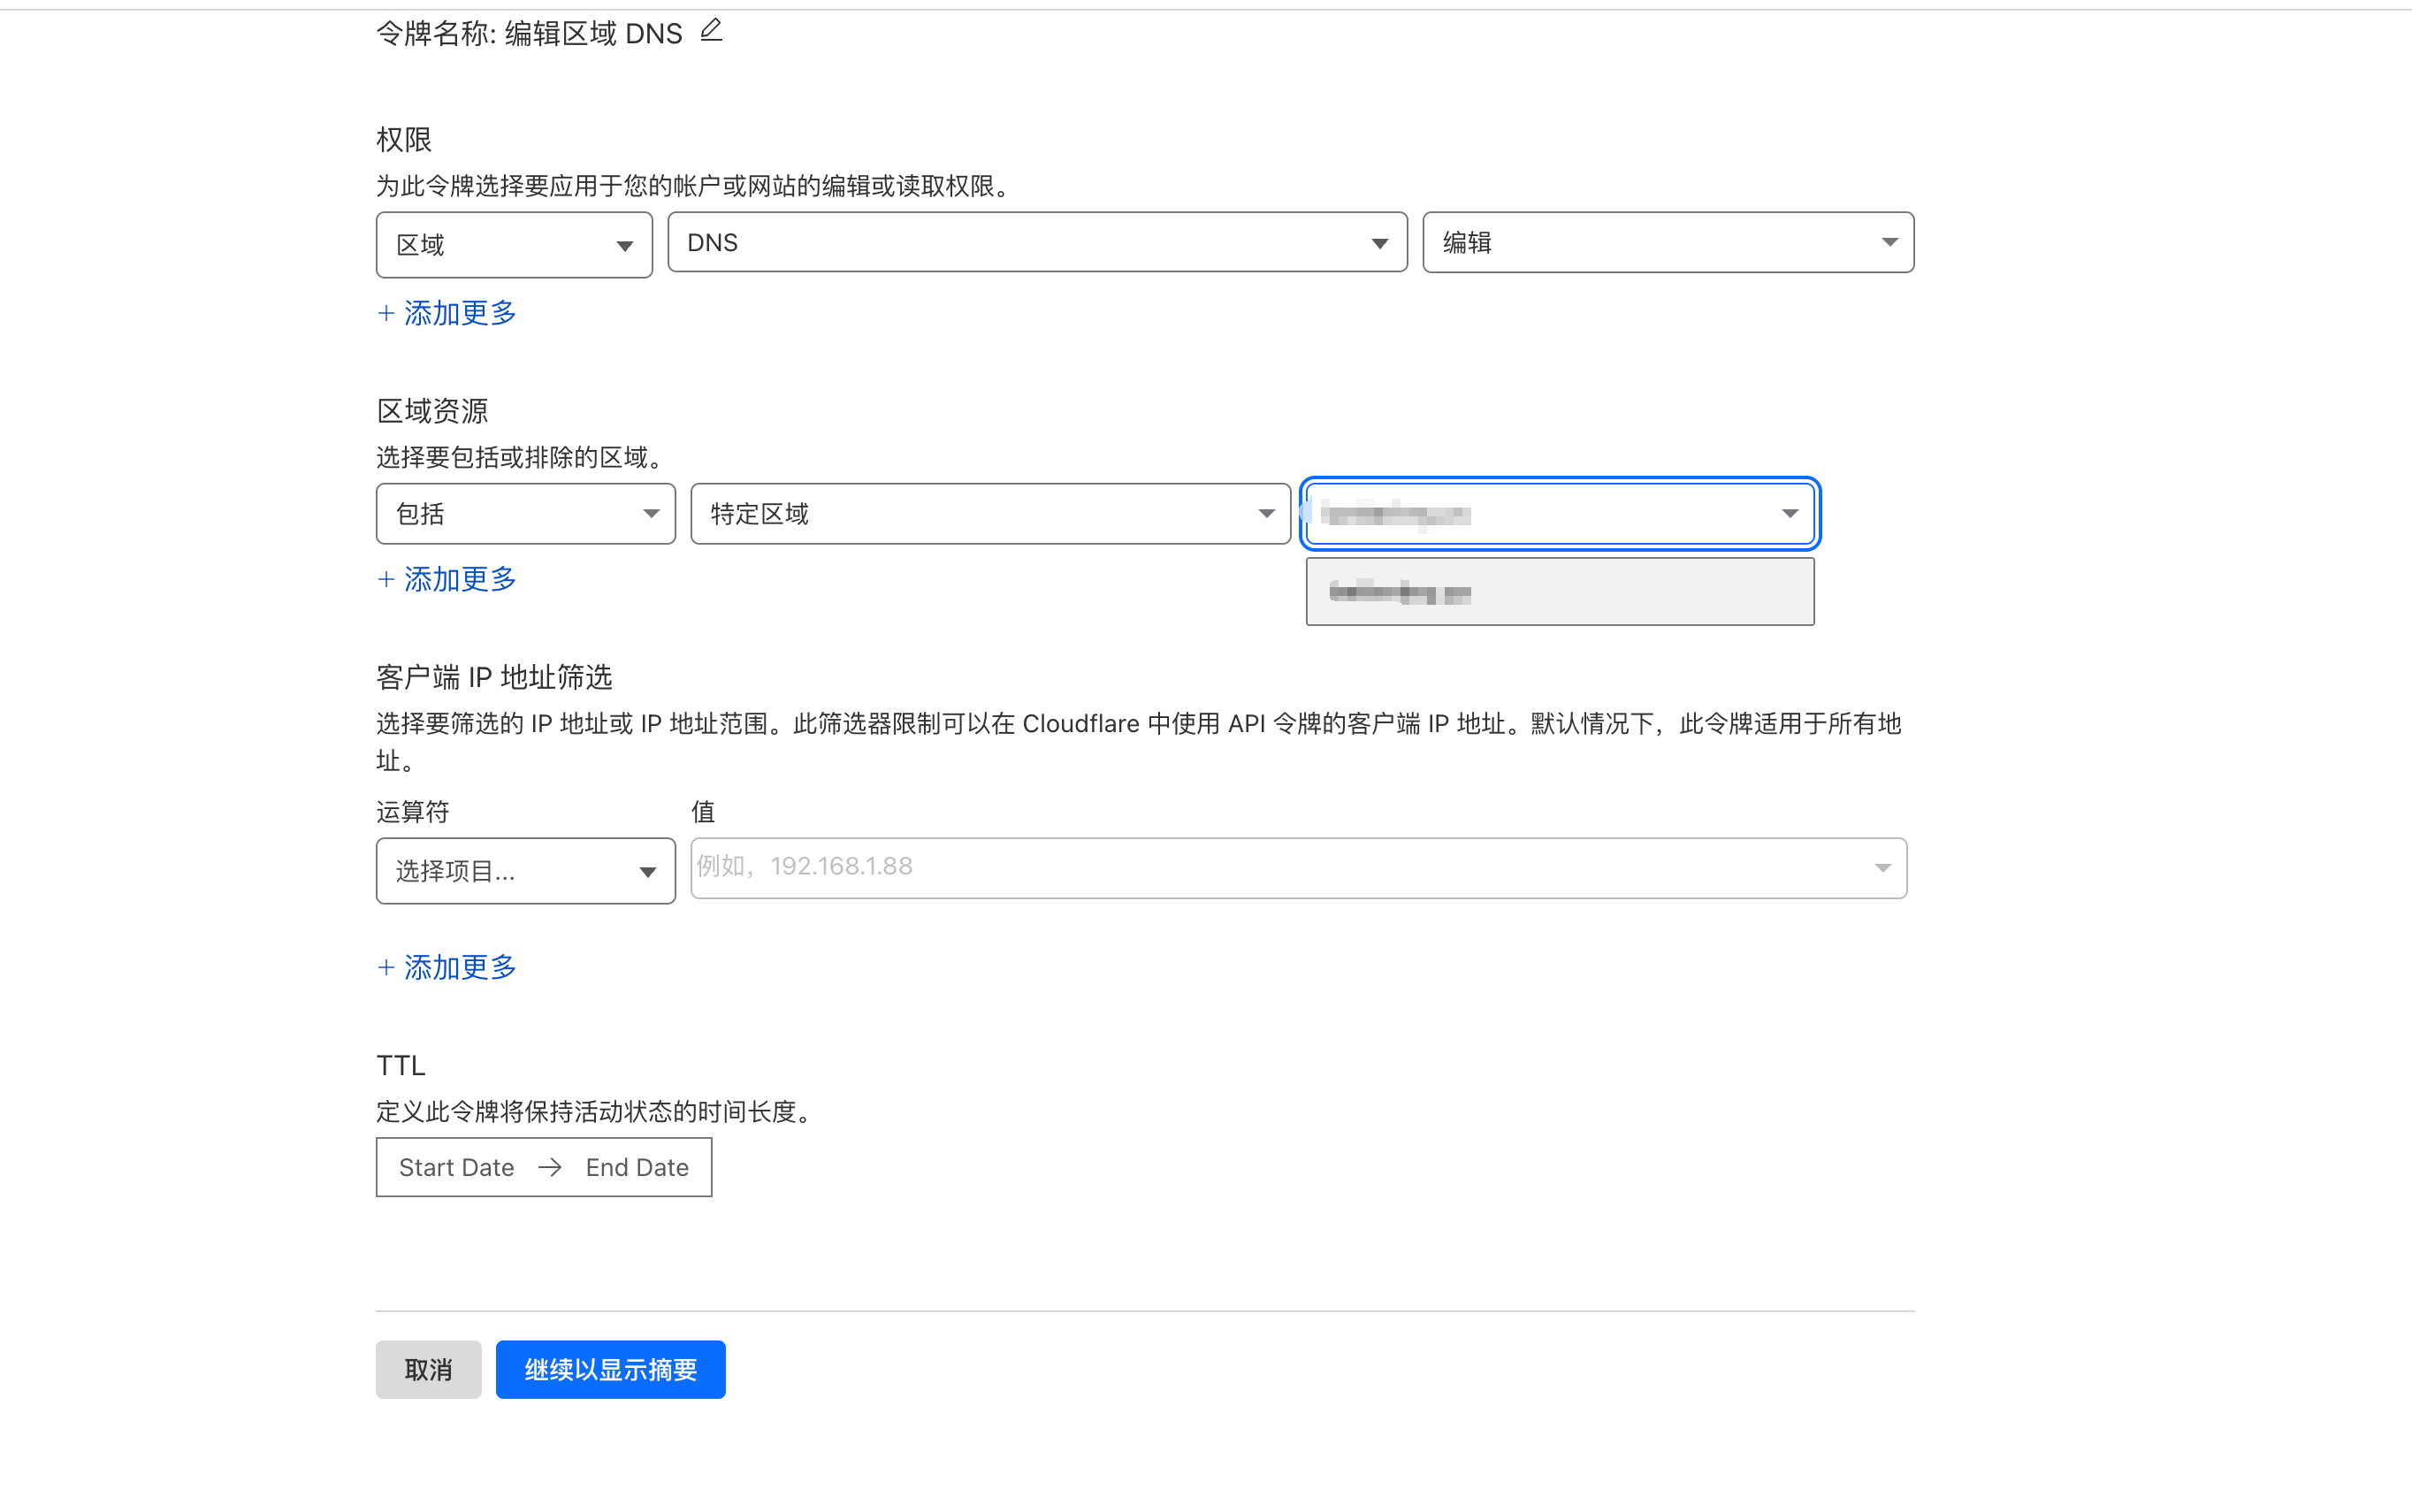 令牌名称: 编辑区域 DNS
权限
为此令牌选择要应用于您的帐户或网站的编辑或读取权限。
区域
DNS
编辑
+ 添加更多
区域资源
选择要包括或排除的区域。
包括
特定区域
+ 添加更多
客户端 IP 地址筛选
选择要筛选的 IP 地址或 IP 地址范围。此筛选器限制可以在 Cloudflare 中使用 API 令牌的客户端 IP 地址。默认情况下，此令牌适用于所有地
址。
运算符
值
选择项目...
例如，192.168.1.88
+ 添加更多
TTL
定义此令牌将保持活动状态的时间长度。
Start Date → End Date
取消
继续以显示摘要